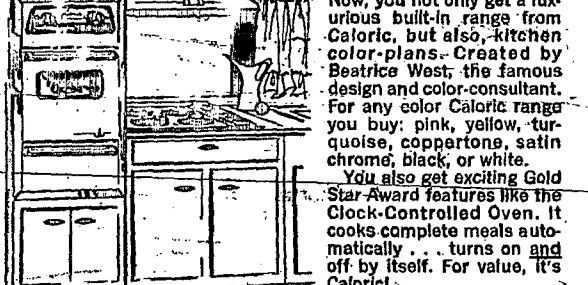 Now, you not only get a lux-
urious built-in range from
Caloric, but also, kitchen
color-plans. Created by
Beatrice West, the famous
design and color-consultant.
For any color Caloric range
you buy: pink, yellow, tur-
quoise, coppertone, satin
chrome, black, or white.
You also get exciting Gold
Star Award features like the
Clock-Controlled Oven. It
cooks complete meals auto-
matically . . . turns on and
off by itself. For value, it's
Caloric!